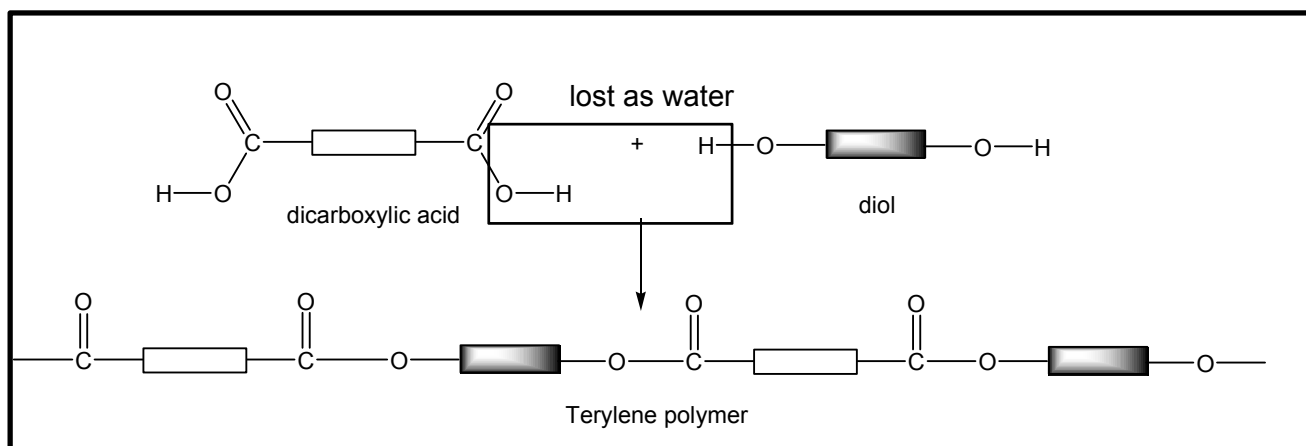 O O lost as water
C C + H O O H
H O O H
dicarboxylic acid diol
O O O O
C C O O C C O O
Terylene polymer